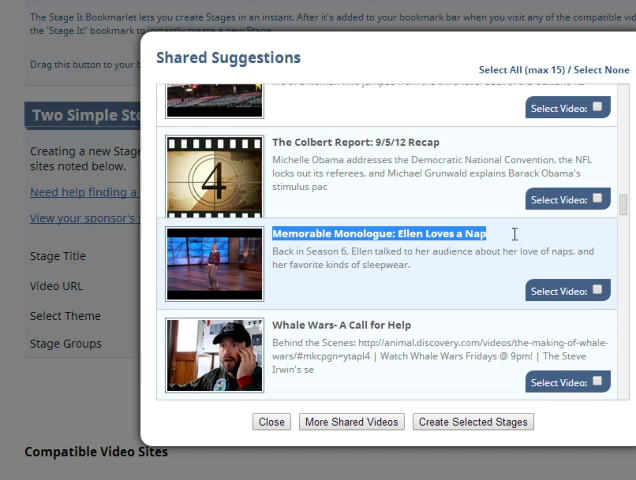 The Stage It Bookmarklet lets you create Stages in an instant. After it's added to your bookmark bar when you visit any of the compatible
the 'Stage It!' bookmark to instantly create a new Stage.
Drag this button to your b
Shared Suggestions
Select All (max 15) / Select None
Select Video:
Two Simple Ste
Creating a new Stag
sites noted below.
Need help finding a
View your sponsor's
Stage Title
Video URL
Select Theme
Stage Groups
The Colbert Report: 9/5/12 Recap
Michelle Obama addresses the Democratic National Convention, the NFL
locks out its referees, and Michael Grunwald explains Barack Obama's
stimulus pac
4
Select Video:
Memorable Monologue: Ellen Loves a Nap
Back in Season 6, Ellen talked to her audience about her love of naps, and
her favorite kinds of sleepwear.
Select Video:
Whale Wars- A Call for Help
Behind the Scenes: http://animal.discovery.com/videos/the-making-of-whale-
wars/#mkcpgn=ytapl4 | Watch Whale Wars Fridays @ 9pm! | The Steve
Irwin's se
Select Video:
Close
More Shared Videos
Create Selected Stages
Compatible Video Sites